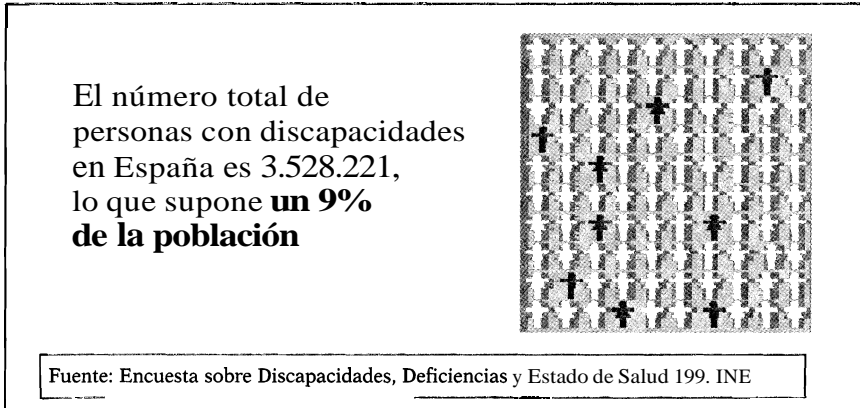 El número total de
personas con discapacidades
en España es 3.528.221,
lo que supone un 9%
de la población
Fuente: Encuesta sobre Discapacidades, Deficiencias y Estado de Salud 199. INE